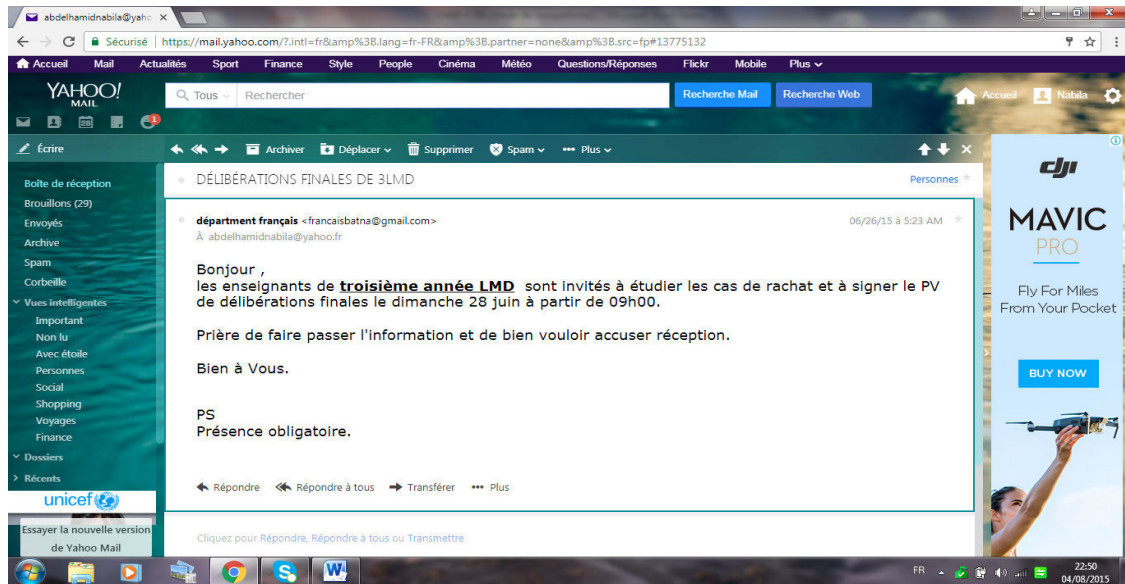 abdelhamidnabila@yaho
Sécurisé https://mail.yahoo.com/?.intl=fr&amp%3B.lang=fr-FR&amp%3B.partner=none&amp%3B.src=fp#13775132
Accueil Mail Actualités Sport Finance Style People Cinéma Météo Questions/Réponses Flickr Mobile Plus
YAHOO! MAIL
Tous Rechercher Recherche Mail Recherche Web Accueil Nabila
28 1
Écrire Archiver Déplacer Supprimer Spam Plus
Boîte de réception
Brouillons (29)
Envoyés
Archive
Spam
Corbeille
Vues intelligentes
Important
Non lu
Avec étoile
Personnes
Social
Shopping
Voyages
Finance
Dossiers
Récents
unicef
Essayer la nouvelle version
de Yahoo Mail
DÉLIBÉRATIONS FINALES DE 3LMD Personnes
départment français <francaisbatna@gmail.com> 06/26/15 à 5:23 AM
À abdelhamidnabila@yahoo.fr
Bonjour ,
les enseignants de troisième année LMD sont invités à étudier les cas de rachat et à signer le PV
de délibérations finales le dimanche 28 juin à partir de 09h00.
Prière de faire passer l'information et de bien vouloir accuser réception.
Bien à Vous.
PS
Présence obligatoire.
Répondre Répondre à tous Transférer Plus
Cliquez pour Répondre, Répondre à tous ou Transmettre
dji
MAVIC
PRO
Fly For Miles
From Your Pocket
BUY NOW
FR 22:50
04/08/2015